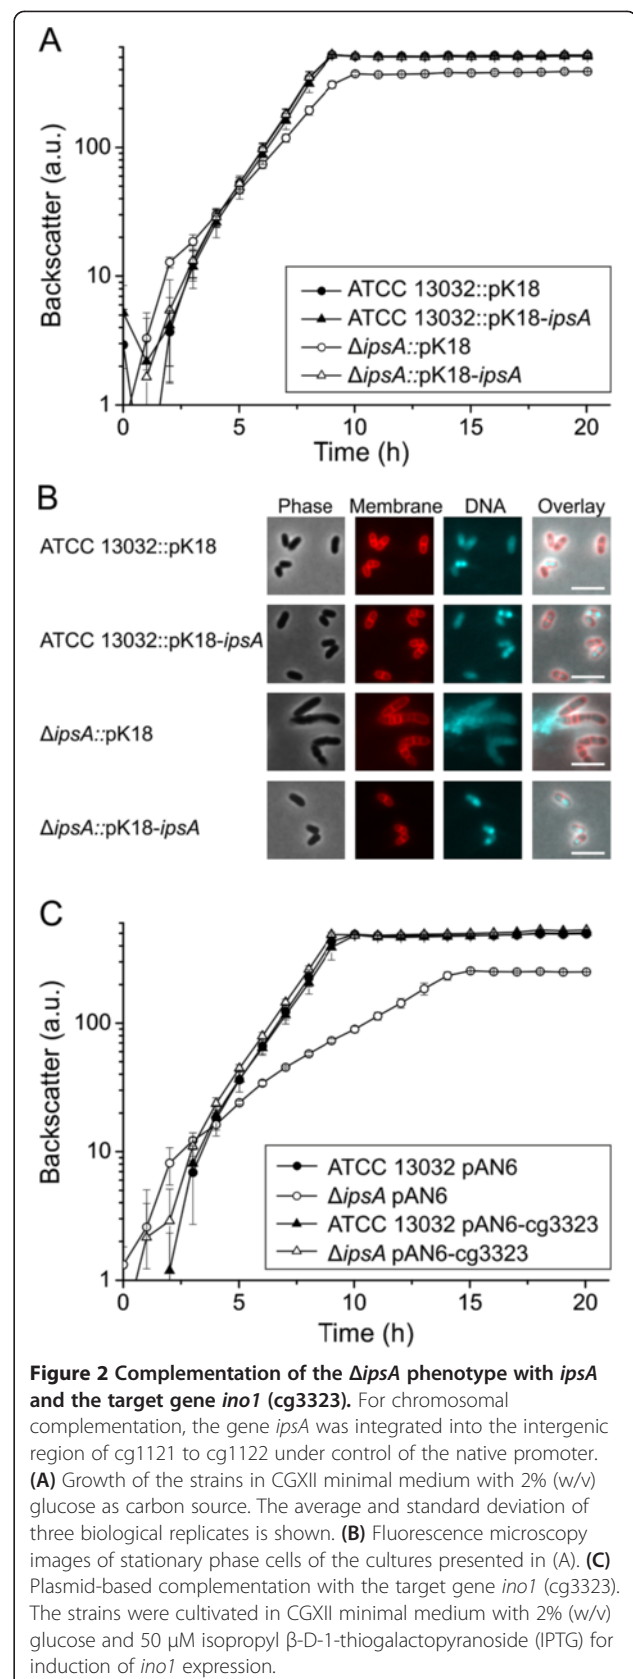 A
Backscatter (a.u.)
100
10
1
ATCC 13032::pK18
ATCC 13032::pK18-ipsA
ΔipsA::pK18
ΔipsA::pK18-ipsA
0 5 10 15 20
Time (h)
B
Phase Membrane DNA Overlay
ATCC 13032::pK18
ATCC 13032::pK18-ipsA
ΔipsA::pK18
ΔipsA::pK18-ipsA
C
Backscatter (a.u.)
100
10
1
ATCC 13032 pAN6
ΔipsA pAN6
ATCC 13032 pAN6-cg3323
ΔipsA pAN6-cg3323
0 5 10 15 20
Time (h)
Figure 2 Complementation of the ΔipsA phenotype with ipsA
and the target gene ino1 (cg3323). For chromosomal
complementation, the gene ipsA was integrated into the intergenic
region of cg1121 to cg1122 under control of the native promoter.
(A) Growth of the strains in CGXII minimal medium with 2% (w/v)
glucose as carbon source. The average and standard deviation of
three biological replicates is shown. (B) Fluorescence microscopy
images of stationary phase cells of the cultures presented in (A). (C)
Plasmid-based complementation with the target gene ino1 (cg3323).
The strains were cultivated in CGXII minimal medium with 2% (w/v)
glucose and 50 μM isopropyl β-D-1-thiogalactopyranoside (IPTG) for
induction of ino1 expression.